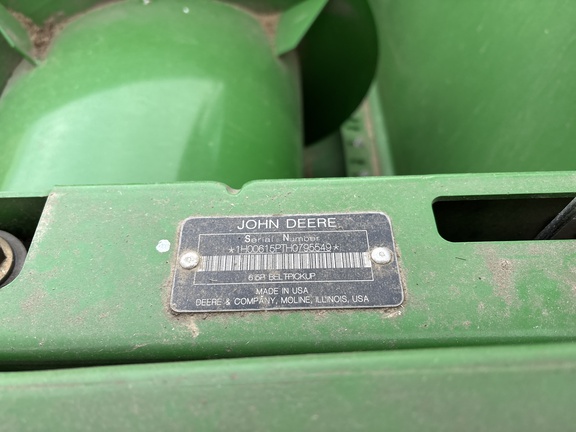 JOHN DEERE
Serial Number
*1H00615PTH0795549*
615P BELTPICKUP
MADE IN USA
DEERE & COMPANY, MOLINE, ILLINOIS, USA